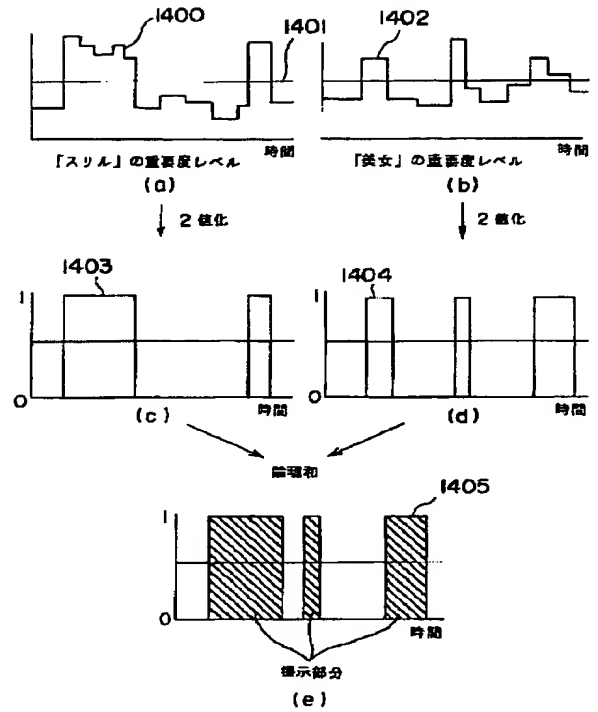 1400
1401
1402
時間
時間
「スリル」の重要度レベル
「美女」の重要度レベル
(a)
(b)
2値化
2値化
1403
1404
1
1
0
0
(c)
時間
(d)
時間
論理和
1405
1
0
時間
提示部分
(e)